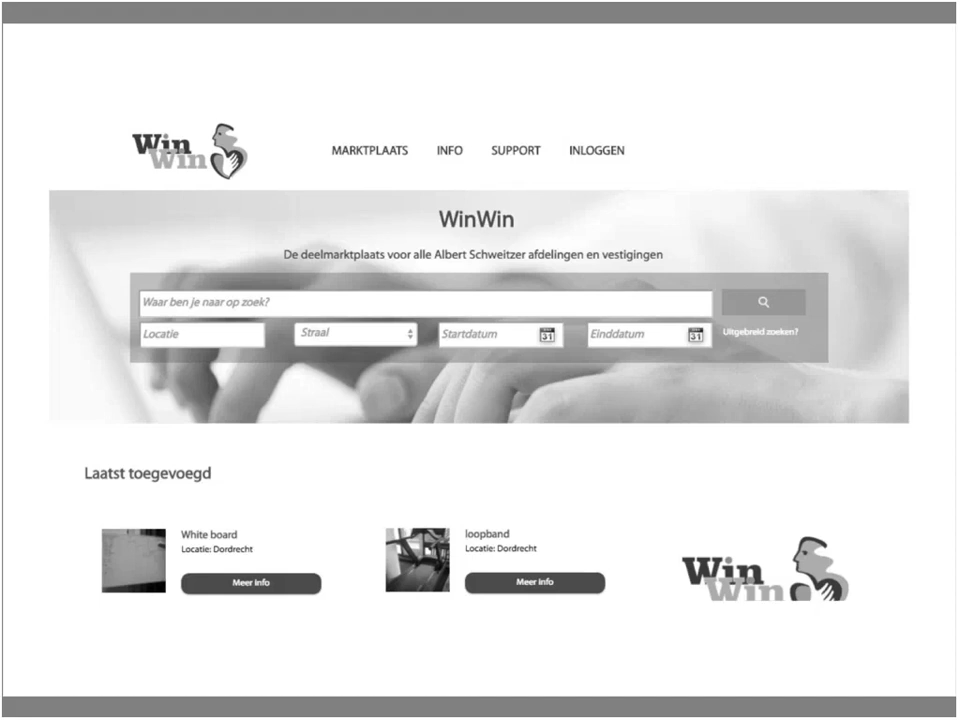 Win
Win
MARKTPLAATS INFO SUPPORT INLOGGEN
WinWin
De deelmarktplaats voor alle Albert Schweitzer afdelingen en vestigingen
Waar ben je naar op zoek?
Locatie Straal Startdatum 31 Einddatum 31 Uitgebreid zoeken?
Laatst toegevoegd
White board
Locatie: Dordrecht
Meer info
loopband
Locatie: Dordrecht
Meer info
Win
Win